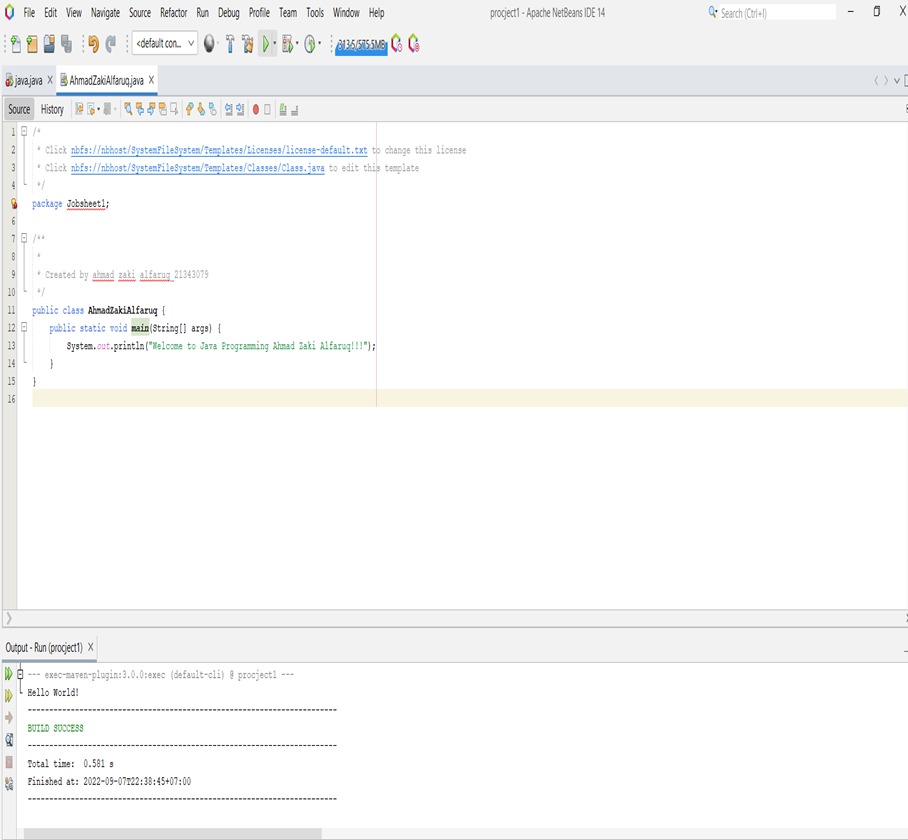 File Edit View Navigate Source Refactor Run Debug Profile Team Tools Window Help
procject1 - Apache NetBeans IDE 14
Search (Ctrl+I)
<default con...
java.java
AhmadZakiAlfaruq.java
Source History
1 /*
2 * Click nbfs://nbhost/SystemFileSystem/Templates/Licenses/license-default.txt to change this license
3 * Click nbfs://nbhost/SystemFileSystem/Templates/Classes/Class.java to edit this template
4 */
package Jobsheet1;
6
7 /**
8 *
9 * Created by ahmad zaki alfaruq 21343079
10 */
11 public class AhmadZakiAlfaruq {
12 public static void main(String[] args) {
13 System.out.println("Welcome to Java Programming Ahmad Zaki Alfaruq!!!");
14 }
15 }
16
Output - Run (procject1)
--- exec-maven-plugin:3.0.0:exec (default-cli) @ procject1 ---
Hello World!
------------------------------------------------------------------------
BUILD SUCCESS
------------------------------------------------------------------------
Total time: 0.581 s
Finished at: 2022-09-07T22:38:45+07:00
------------------------------------------------------------------------